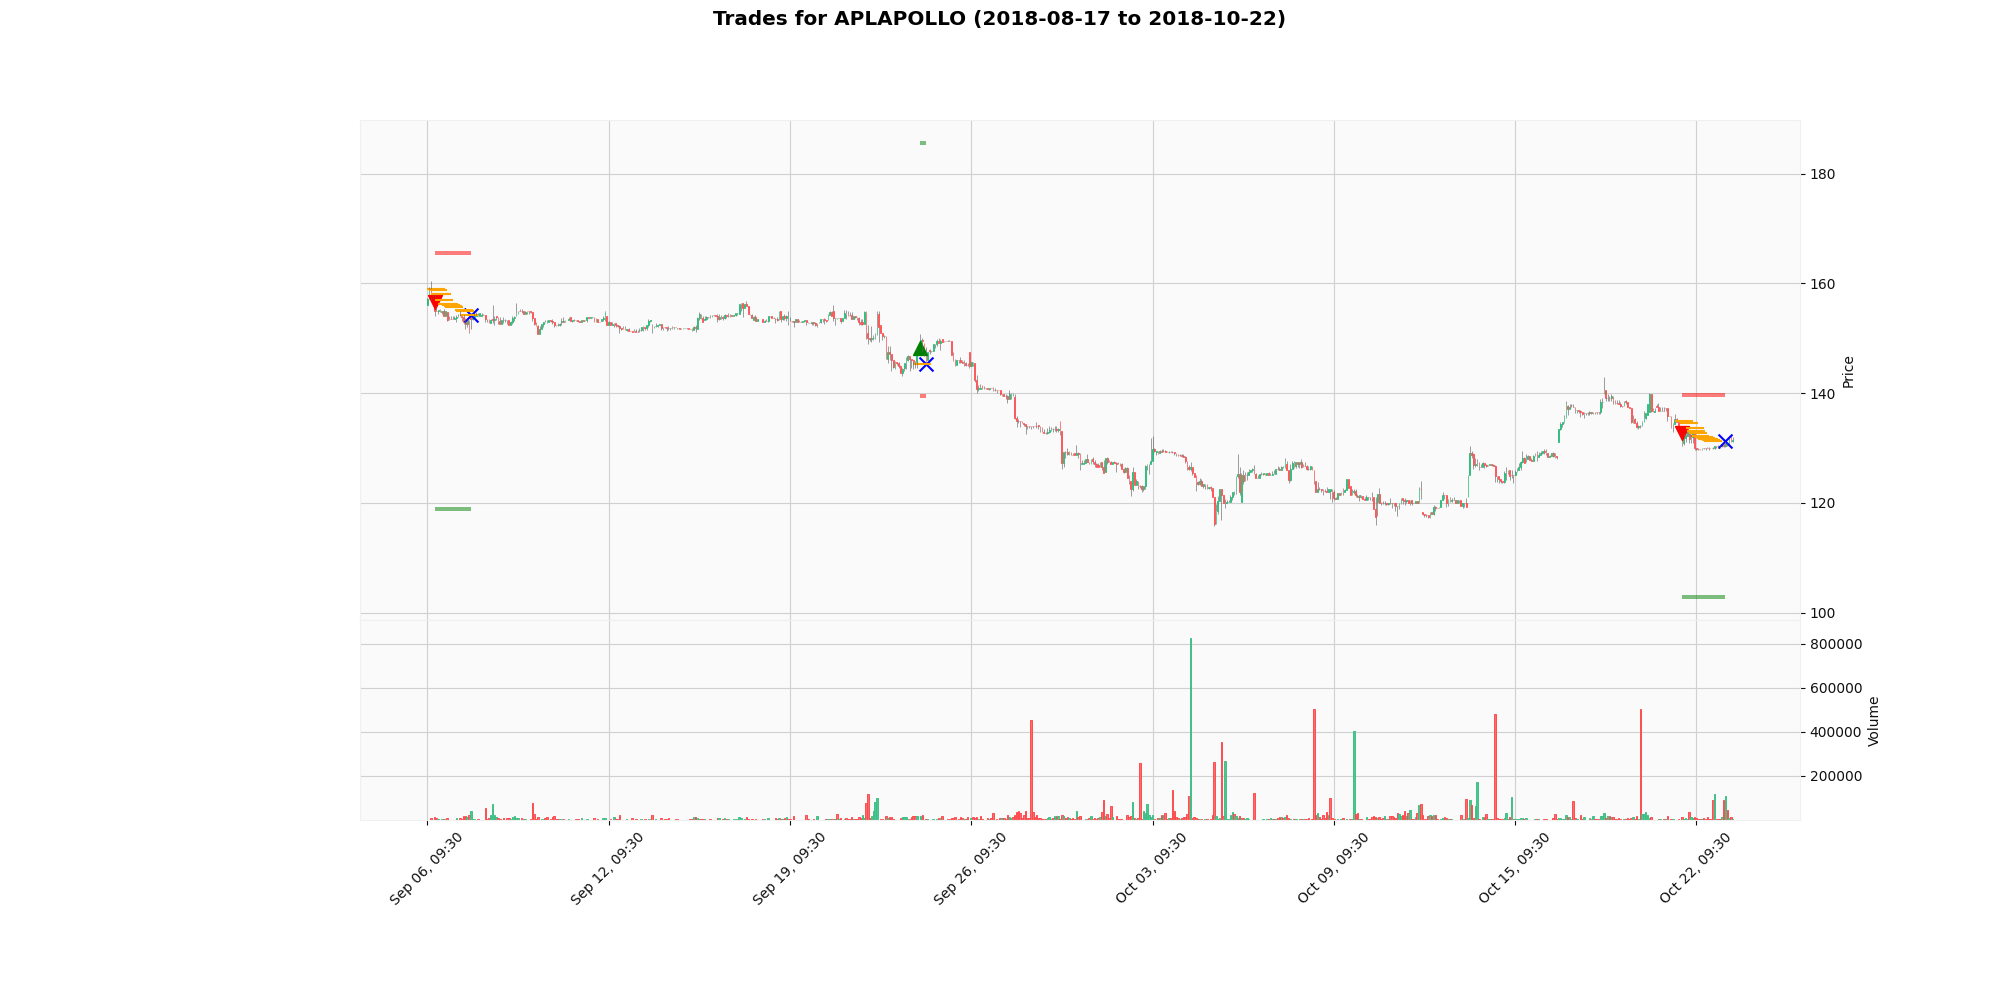 Trades for APLAPOLLO (2018-08-17 to 2018-10-22)
180
160
140
120
100
Price
800000
600000
400000
200000
Volume
Sep 06, 09:30
Sep 12, 09:30
Sep 19, 09:30
Sep 26, 09:30
Oct 03, 09:30
Oct 09, 09:30
Oct 15, 09:30
Oct 22, 09:30